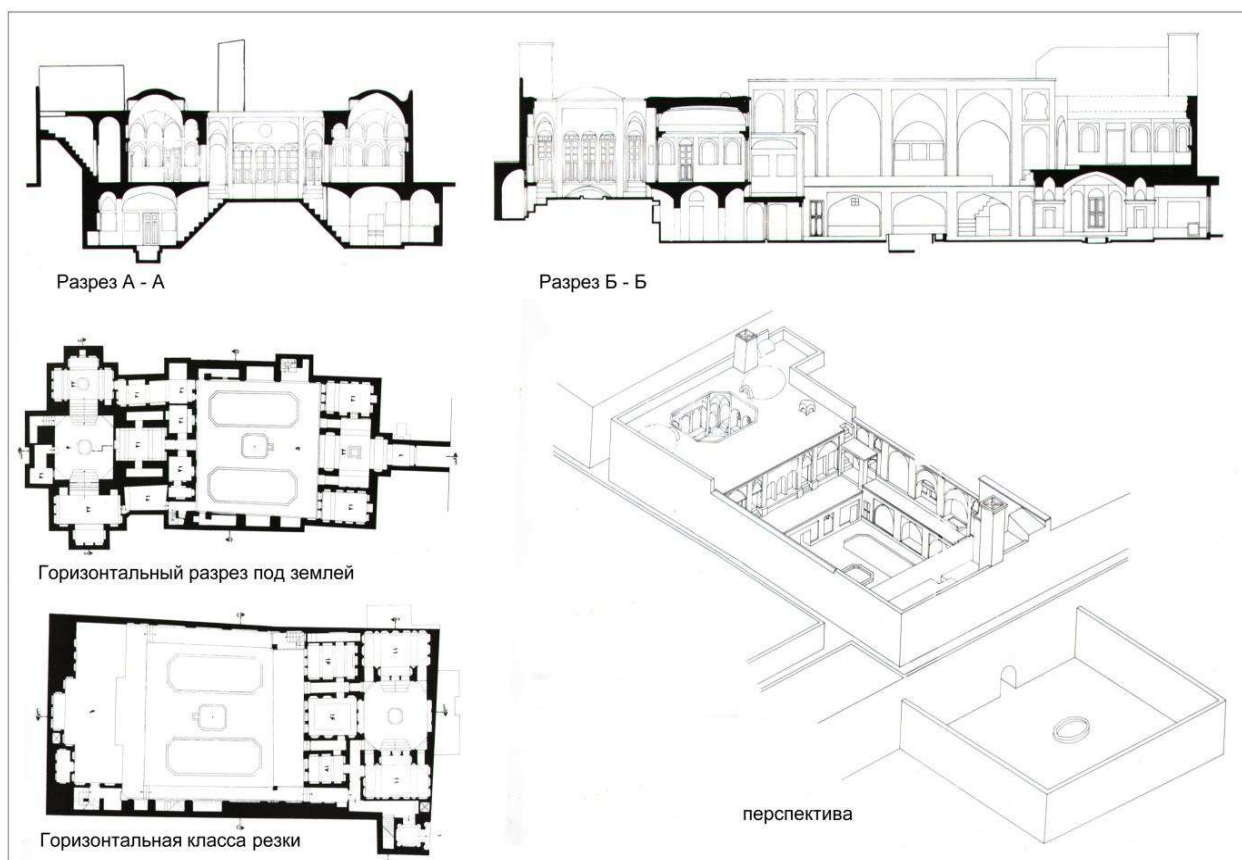 Разрез А - А
Разрез Б - Б
Горизонтальный разрез под землей
Горизонтальная класса резки
перспектива